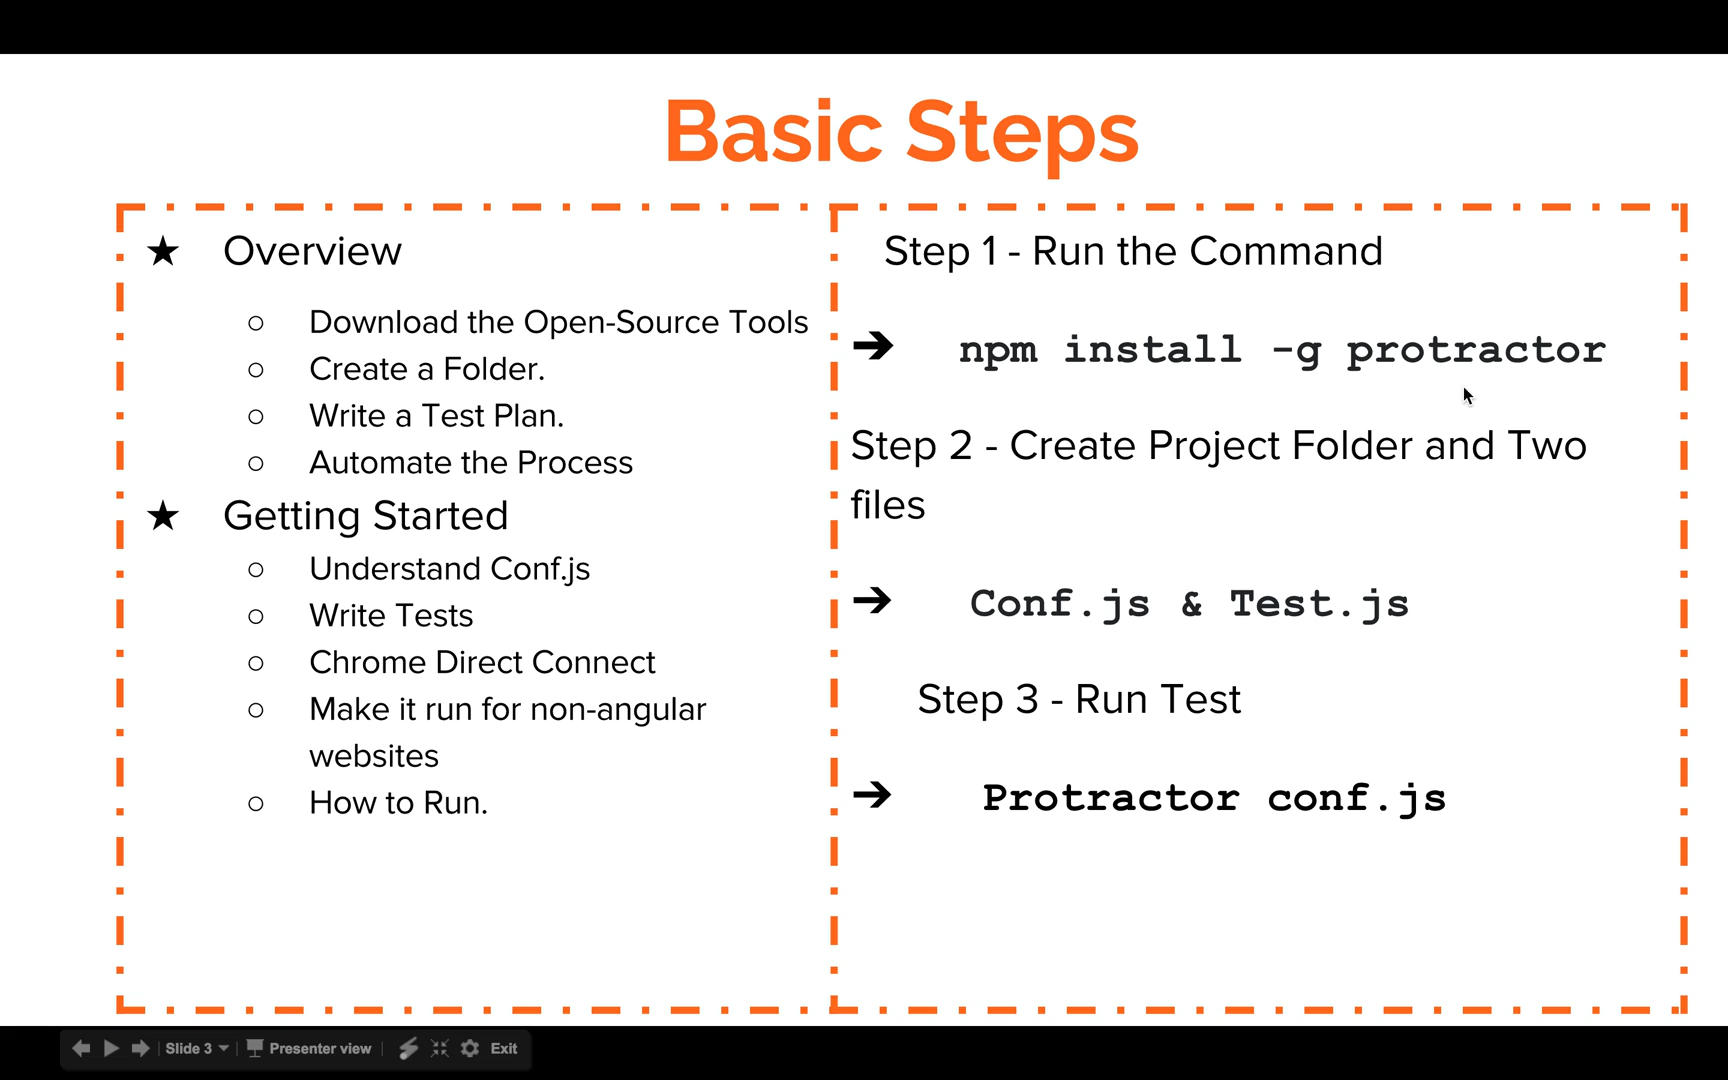 Basic Steps
★ Overview
○ Download the Open-Source Tools
○ Create a Folder.
○ Write a Test Plan.
○ Automate the Process
★ Getting Started
○ Understand Conf.js
○ Write Tests
○ Chrome Direct Connect
○ Make it run for non-angular
websites
○ How to Run.
Step 1 - Run the Command
➔ npm install -g protractor
Step 2 - Create Project Folder and Two
files
➔ Conf.js & Test.js
Step 3 - Run Test
➔ Protractor conf.js
Slide 3 Presenter view Exit